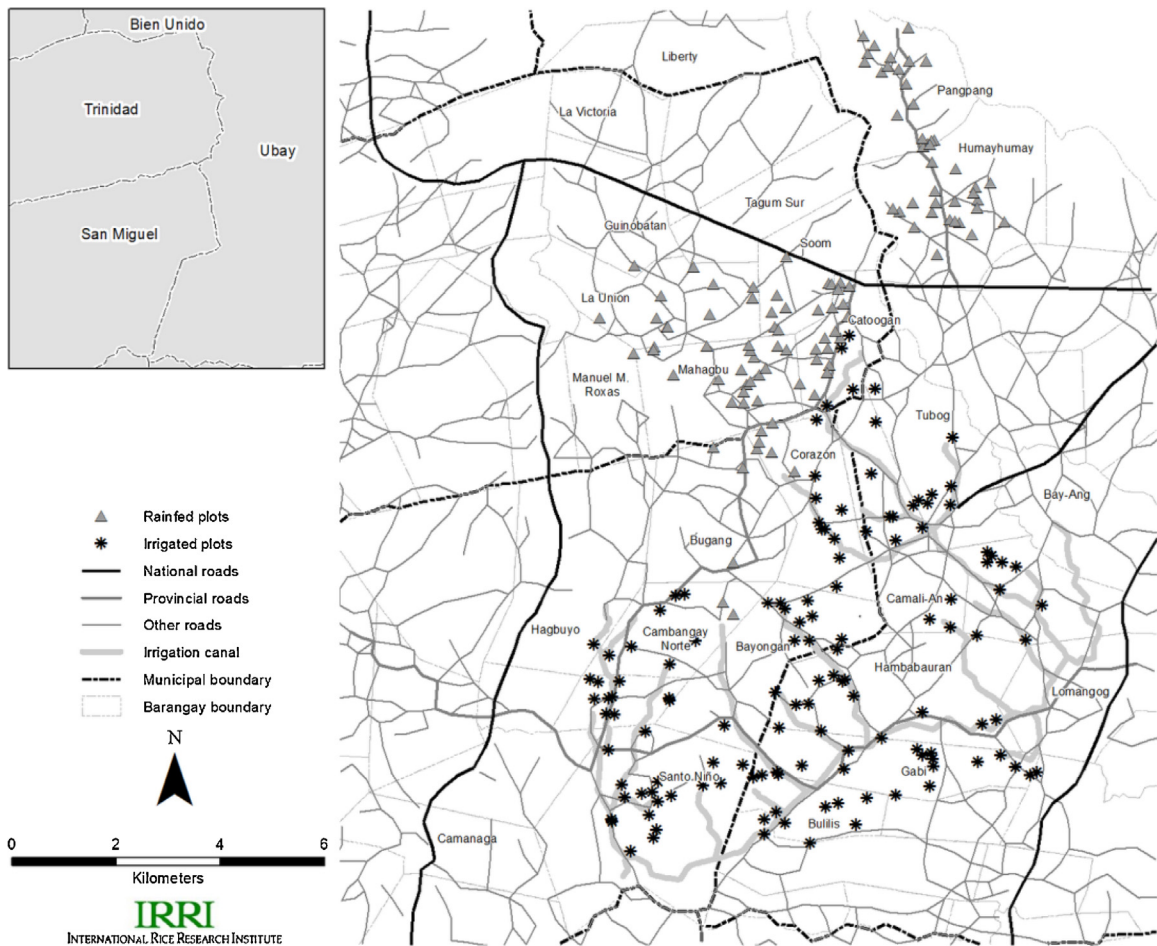 Bien Unido
Trinidad
Ubay
San Miguel
Rainfed plots
Irrigated plots
National roads
Provincial roads
Other roads
Irrigation canal
Municipal boundary
Barangay boundary
N
0 2 4 6
Kilometers
IRRI
INTERNATIONAL RICE RESEARCH INSTITUTE
Liberty
La Victoria
Pangpang
Humayhumay
Tagum Sur
Guinobatan
Soom
La Union
Catoogan
Mahagbu
Manuel M.
Roxas
Tubog
Corazon
Bay-Ang
Bugang
Camali-An
Hagbuyo
Cambangay
Norte
Bayongan
Hambabauran
Lomangog
Santo Niño
Gabi
Bulilis
Camanaga